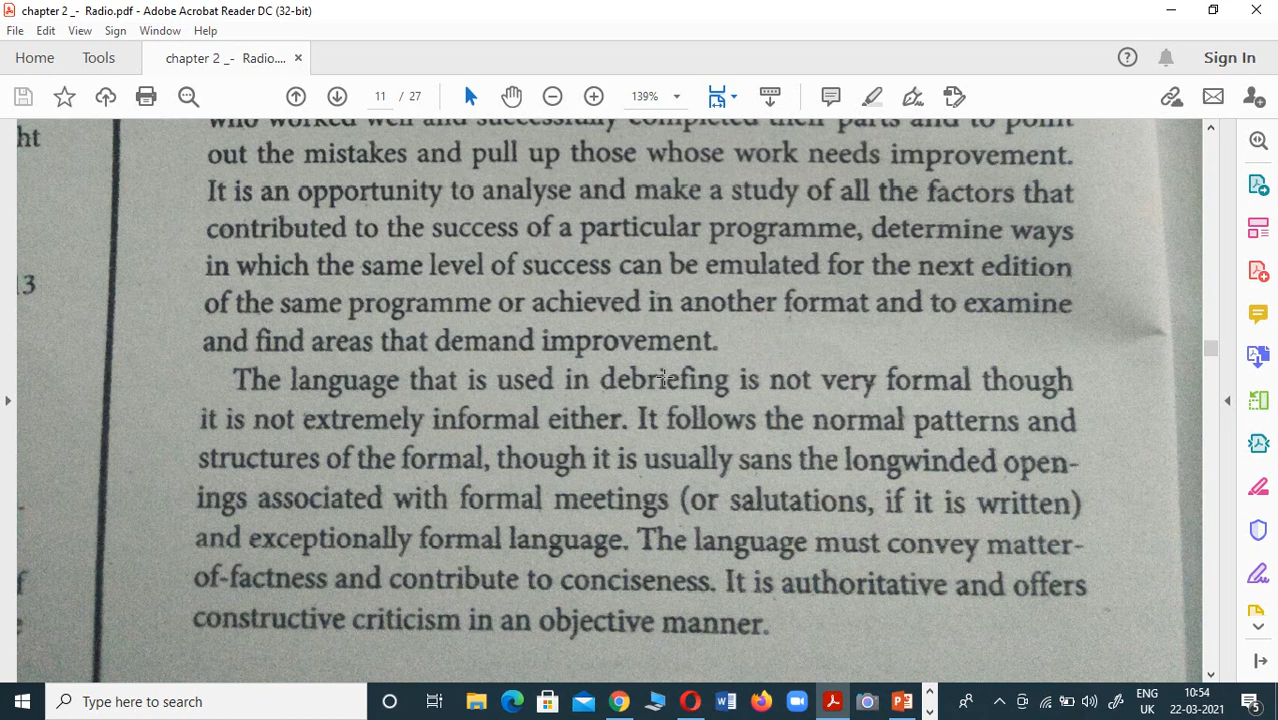 chapter 2 _- Radio.pdf - Adobe Acrobat Reader DC (32-bit)
File Edit View Sign Window Help
Home Tools chapter 2 _- Radio.... × Sign In
11 / 27 139%
who worked well and successfully completed their parts and to point
ht
out the mistakes and pull up those whose work needs improvement.
It is an opportunity to analyse and make a study of all the factors that
contributed to the success of a particular programme, determine ways
in which the same level of success can be emulated for the next edition
13
of the same programme or achieved in another format and to examine
and find areas that demand improvement.
The language that is used in debriefing is not very formal though
it is not extremely informal either. It follows the normal patterns and
structures of the formal, though it is usually sans the longwinded open-
ings associated with formal meetings (or salutations, if it is written)
and exceptionally formal language. The language must convey matter-
of-factness and contribute to conciseness. It is authoritative and offers
f
constructive criticism in an objective manner.
e
Type here to search
ENG 10:54
UK 22-03-2021 5